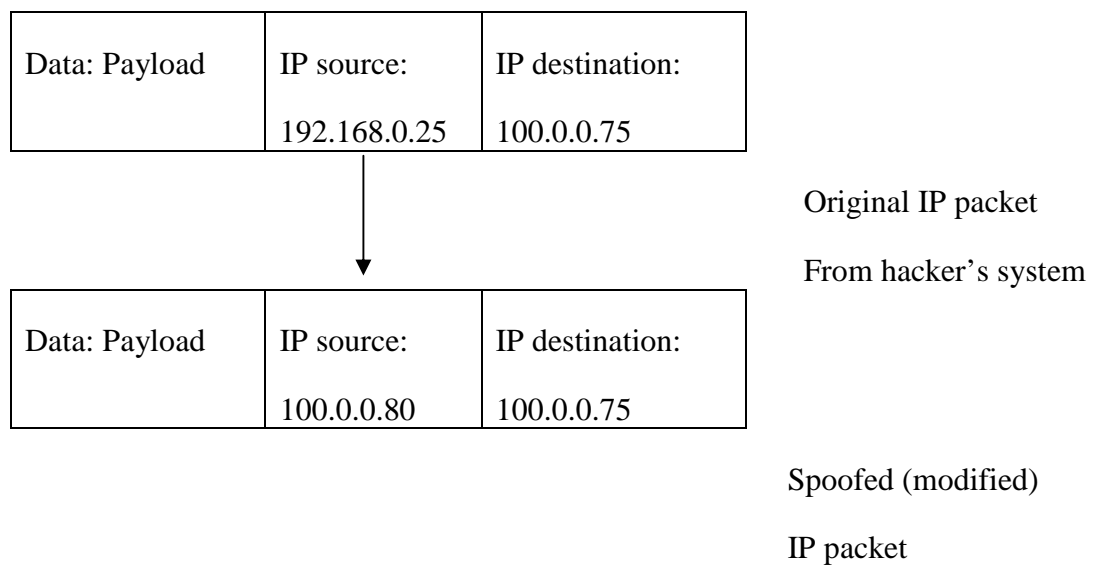 Data: Payload
IP source:
192.168.0.25
IP destination:
100.0.0.75
Original IP packet
From hacker’s system
Data: Payload
IP source:
100.0.0.80
IP destination:
100.0.0.75
Spoofed (modified)
IP packet